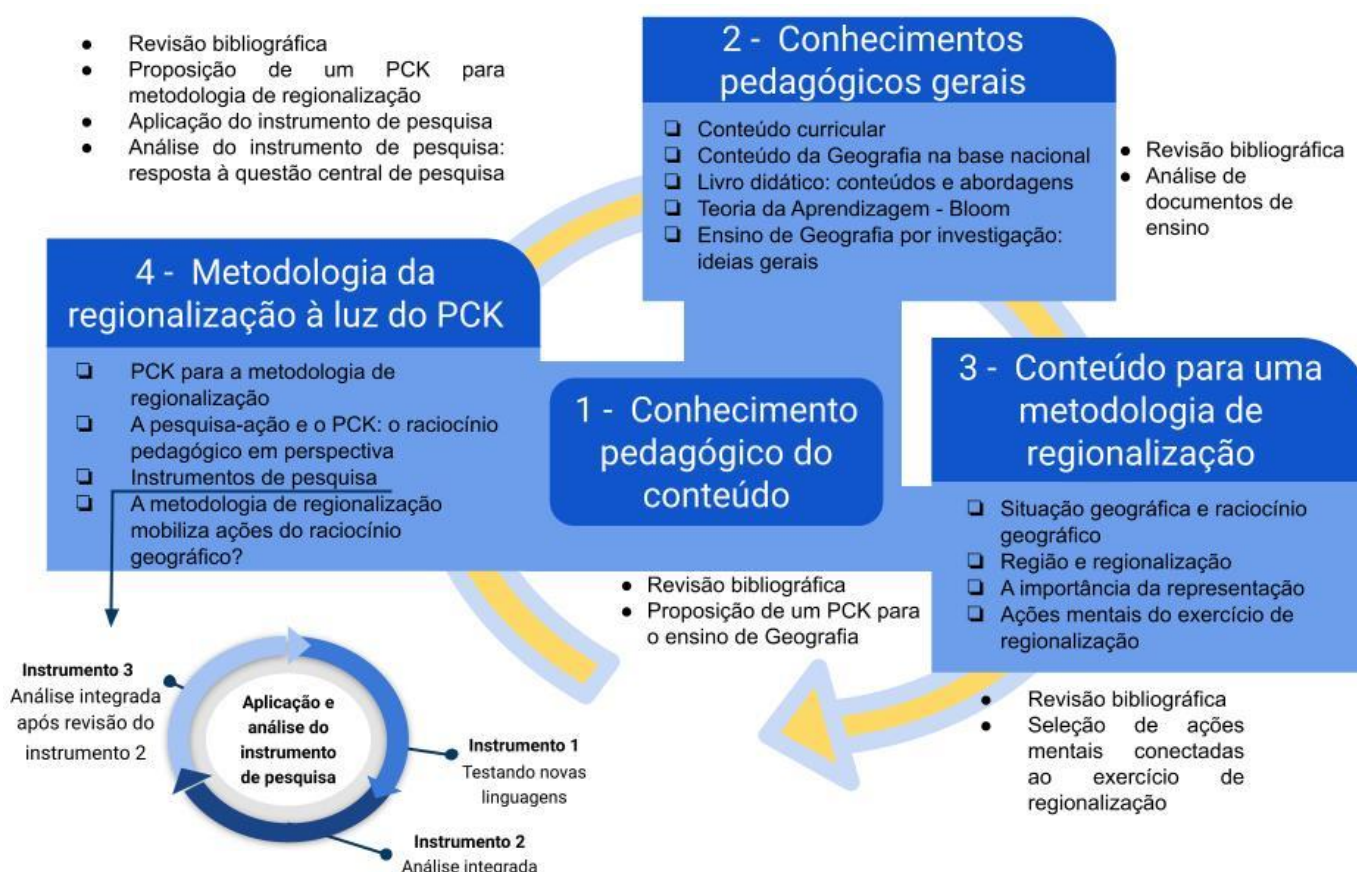 ● Revisão bibliográfica
● Proposição de um PCK para
metodologia de regionalização
● Aplicação do instrumento de pesquisa
● Análise do instrumento de pesquisa:
resposta à questão central de pesquisa
2 - Conhecimentos
pedagógicos gerais
❏ Conteúdo curricular
❏ Conteúdo da Geografia na base nacional
❏ Livro didático: conteúdos e abordagens
❏ Teoria da Aprendizagem - Bloom
❏ Ensino de Geografia por investigação:
ideias gerais
● Revisão bibliográfica
● Análise de
documentos de
ensino
4 - Metodologia da
regionalização à luz do PCK
❏ PCK para a metodologia de
regionalização
❏ A pesquisa-ação e o PCK: o raciocínio
pedagógico em perspectiva
❏ Instrumentos de pesquisa
❏ A metodologia de regionalização
mobiliza ações do raciocínio
geográfico?
1 - Conhecimento
pedagógico do
conteúdo
● Revisão bibliográfica
● Proposição de um PCK para
o ensino de Geografia
3 - Conteúdo para uma
metodologia de
regionalização
❏ Situação geográfica e raciocínio
geográfico
❏ Região e regionalização
❏ A importância da representação
❏ Ações mentais do exercício de
regionalização
● Revisão bibliográfica
● Seleção de ações
mentais conectadas
ao exercício de
regionalização
Instrumento 3
Análise integrada
após revisão do
instrumento 2
Aplicação e
análise do
instrumento
de pesquisa
Instrumento 1
Testando novas
linguagens
Instrumento 2
Análise integrada